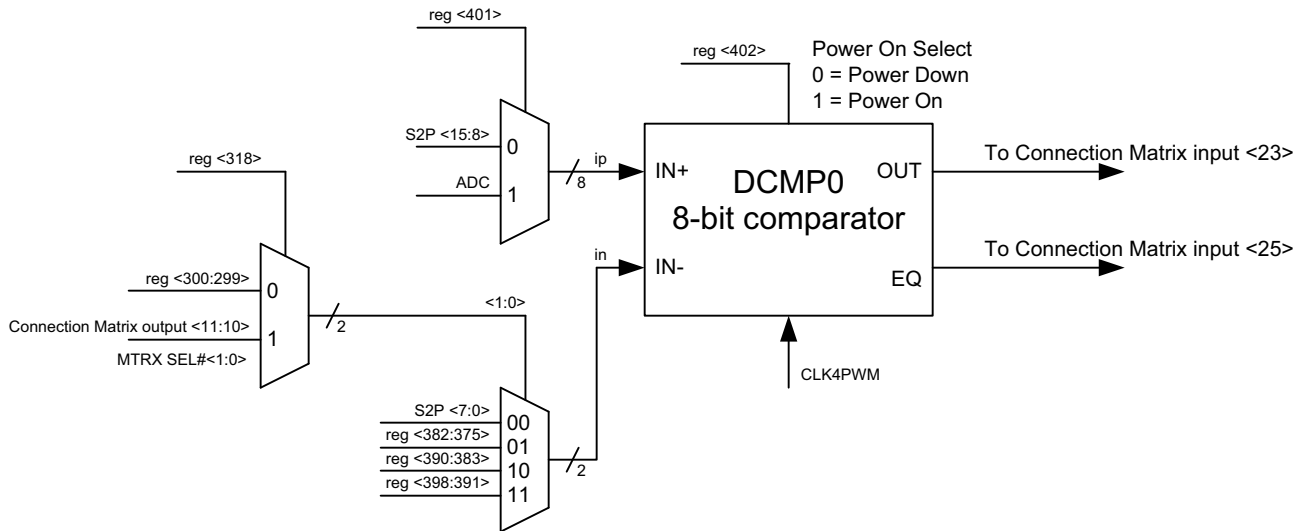 reg <401>
reg <402>
Power On Select
0 = Power Down
1 = Power On
S2P <15:8>
0
ADC
1
ip
8
IN+
DCMP0
8-bit comparator
OUT
To Connection Matrix input <23>
reg <318>
in
IN-
EQ
To Connection Matrix input <25>
reg <300:299>
0
Connection Matrix output <11:10>
1
MTRX SEL#<1:0>
2
<1:0>
CLK4PWM
S2P <7:0>
00
reg <382:375>
01
reg <390:383>
10
reg <398:391>
11
2